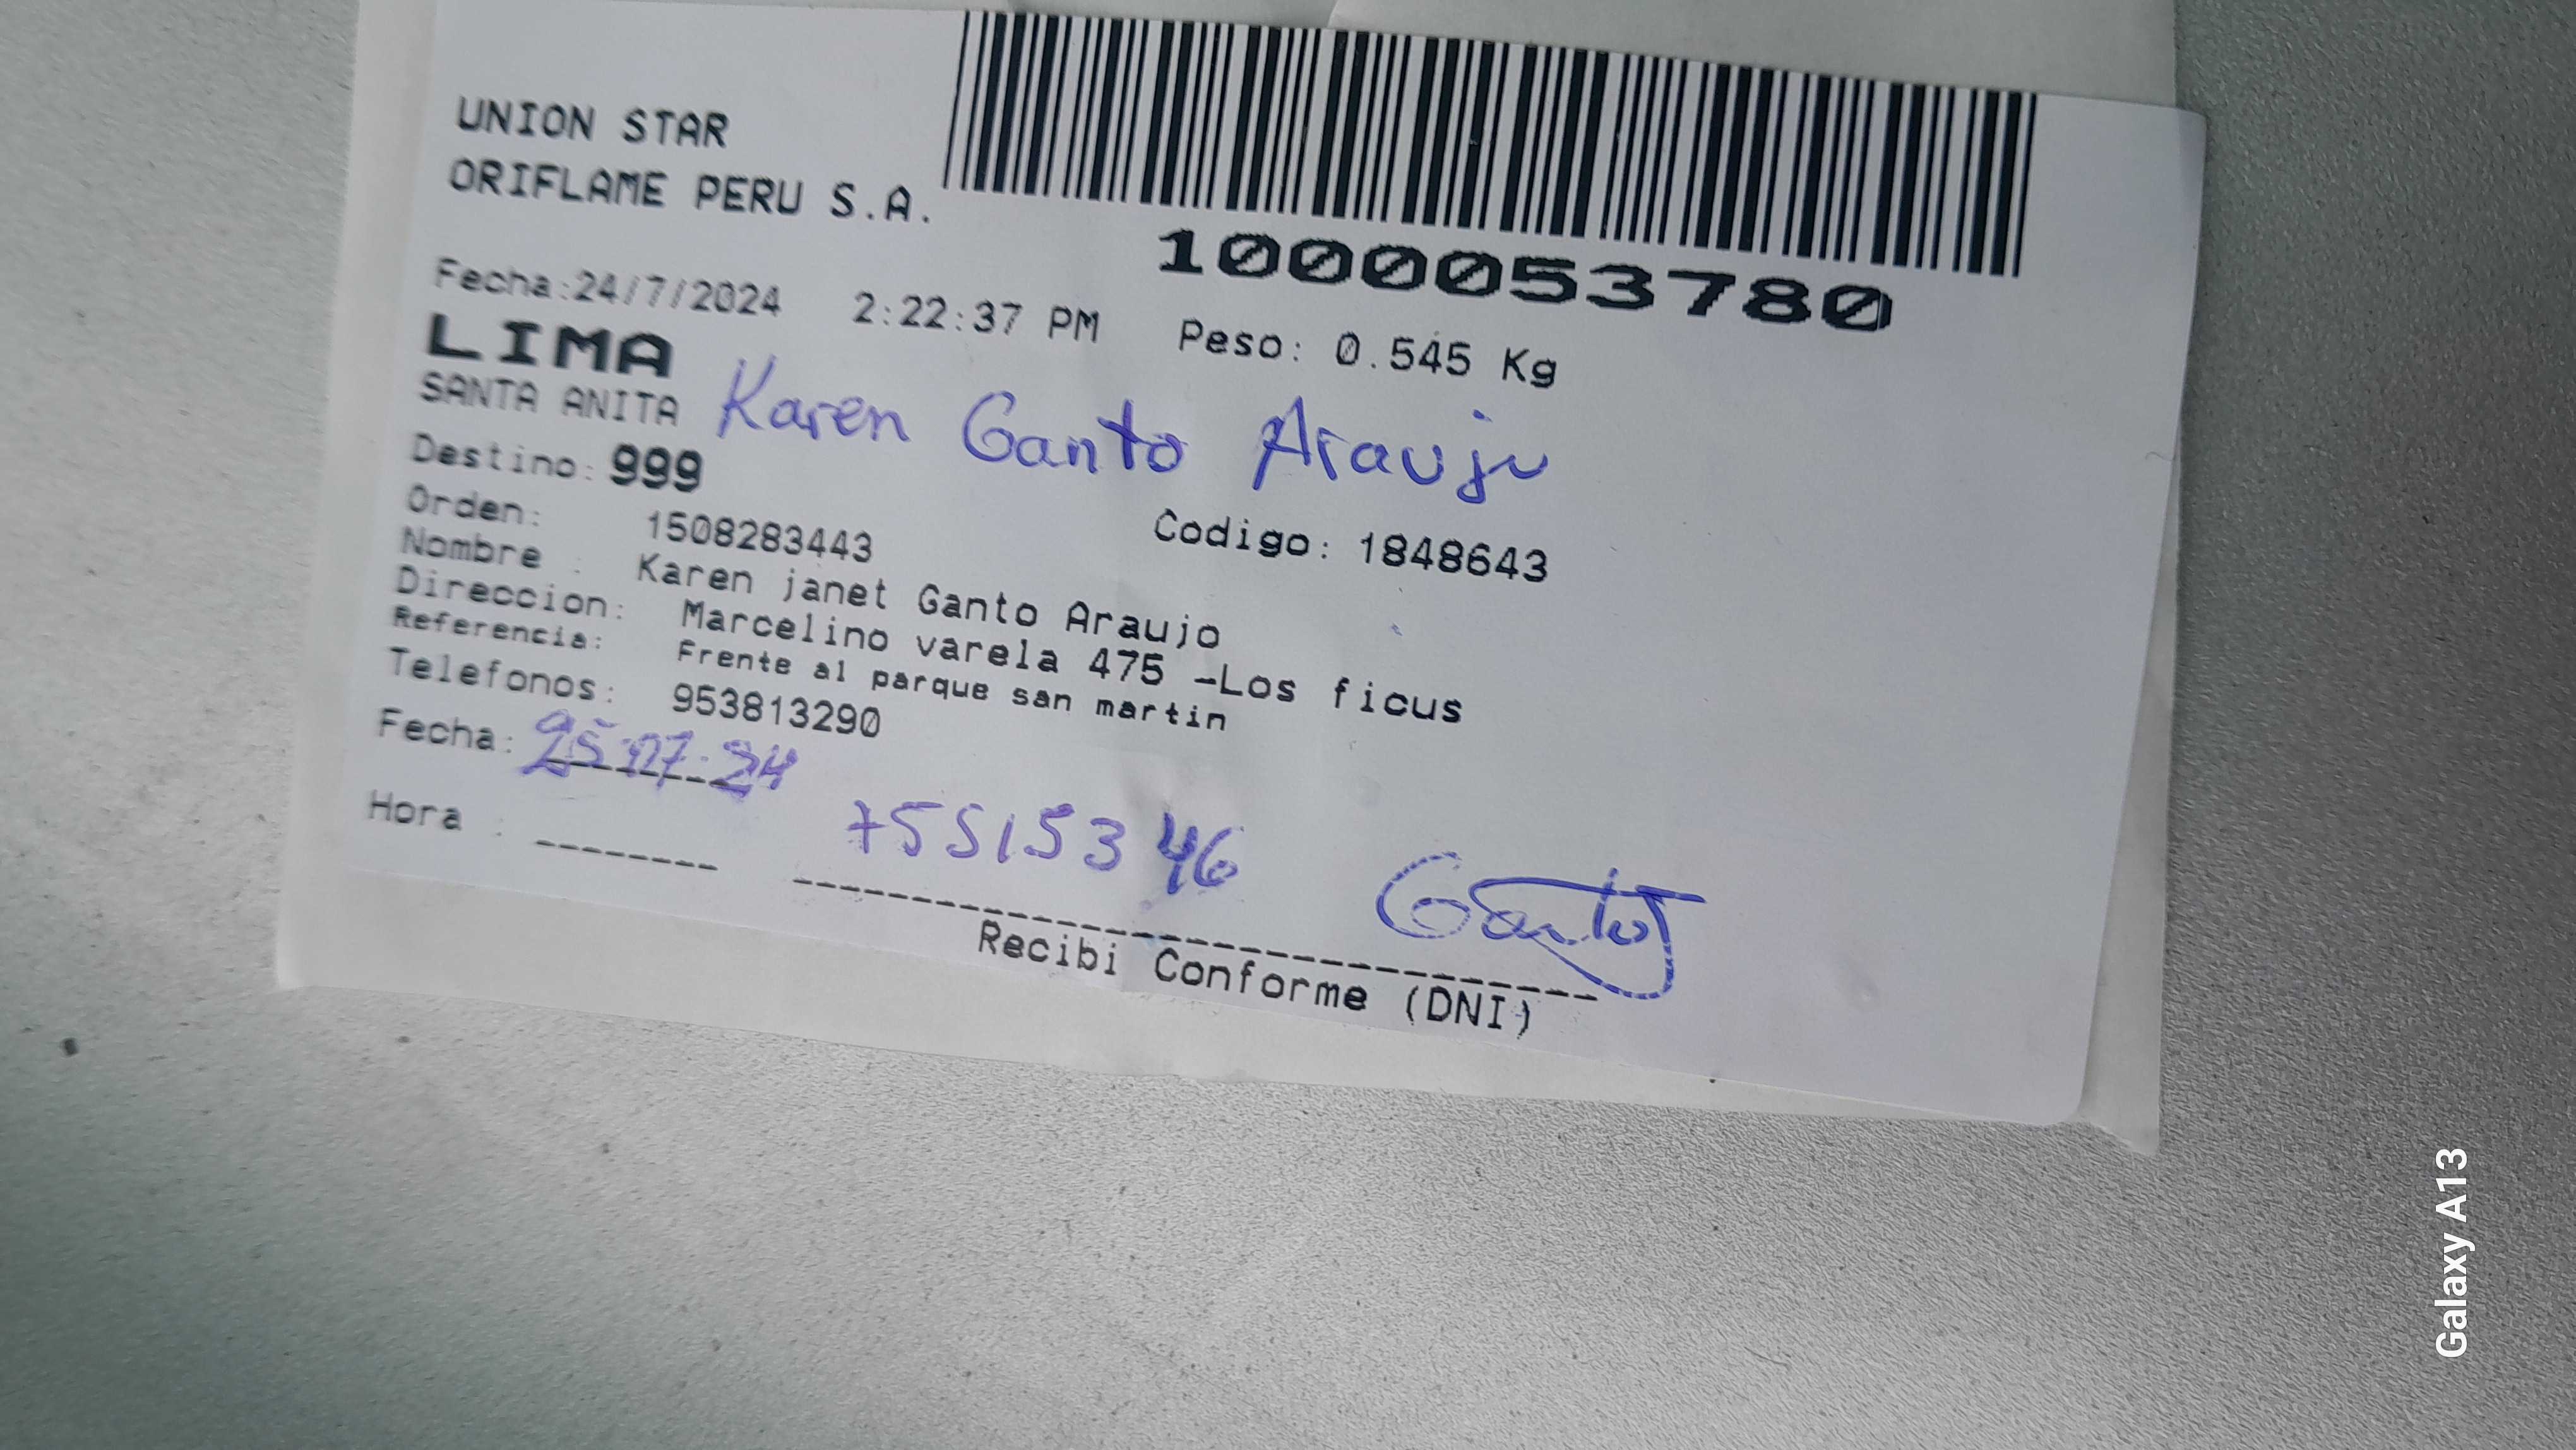 UNION STAR
ORIFLAME PERU S.A.
1000053780
Fecha:24/7/2024 2:22:37 PM Peso: 0.545 Kg
LIMA
SANTA ANITA Karen Ganto Araujo
Destino: 999
Orden: 1508283443 Codigo: 1848643
Nombre : Karen janet Ganto Araujo
Direccion: Marcelino varela 475 -Los ficus
Referencia: Frente al parque san martin
Telefonos: 953813290
Fecha: 25.07.24
Hora : 75515346 Ganto
Recibi Conforme (DNI)
Galaxy A13